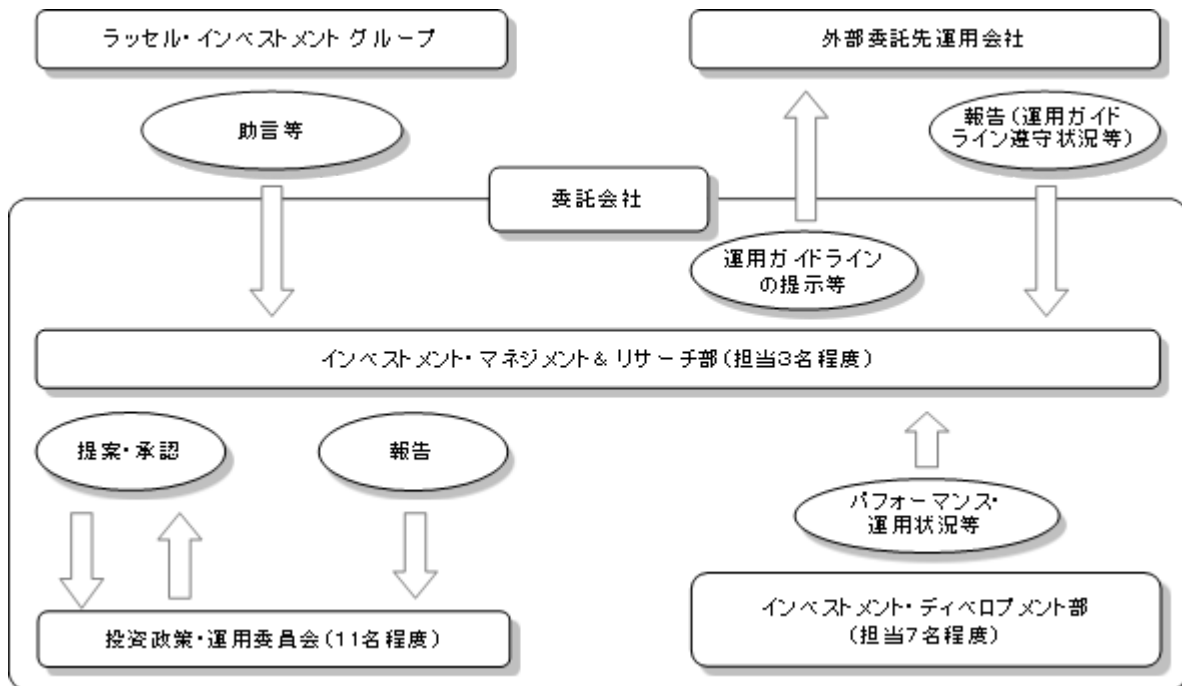 ラッセル・インベストメント グループ
外部委託先運用会社
助言等
報告(運用ガイド
ライン遵守状況等)
委託会社
運用ガイドライン
の提示等
インベストメント・マネジメント&リサーチ部(担当3名程度)
提案・承認
報告
パフォーマンス・
運用状況等
インベストメント・ディベロプメント部
(担当7名程度)
投資政策・運用委員会(11名程度)